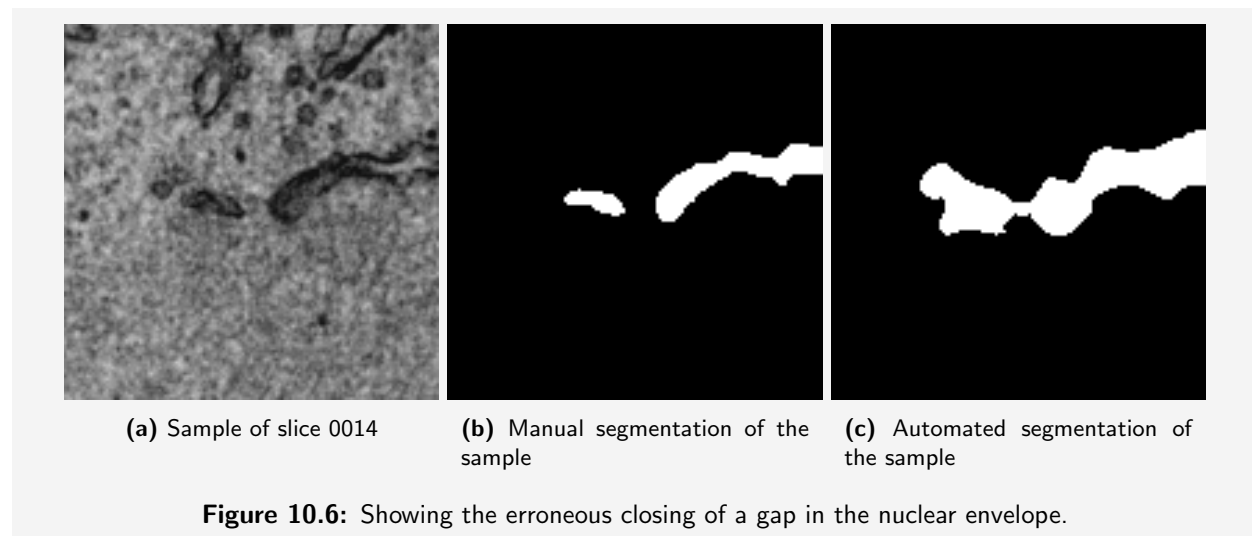 (a) Sample of slice 0014
(b) Manual segmentation of the
sample
(c) Automated segmentation of
the sample
Figure 10.6: Showing the erroneous closing of a gap in the nuclear envelope.